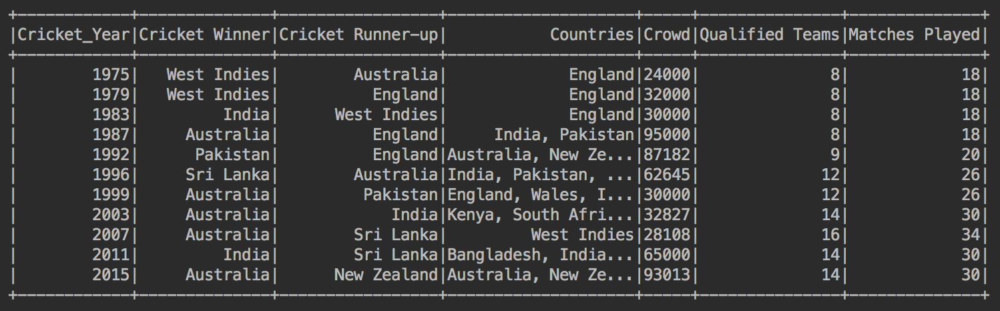 +------------+--------------+-----------------+--------------------+-----+---------------+--------------+
|Cricket_Year|Cricket Winner|Cricket Runner-up|           Countries|Crowd|Qualified Teams|Matches Played|
+------------+--------------+-----------------+--------------------+-----+---------------+--------------+
|        1975|   West Indies|        Australia|             England|24000|              8|            18|
|        1979|   West Indies|          England|             England|32000|              8|            18|
|        1983|         India|      West Indies|             England|30000|              8|            18|
|        1987|     Australia|          England|     India, Pakistan|95000|              8|            18|
|        1992|      Pakistan|          England|Australia, New Ze...|87182|              9|            20|
|        1996|     Sri Lanka|        Australia|India, Pakistan, ...|62645|             12|            26|
|        1999|     Australia|         Pakistan|England, Wales, I...|30000|             12|            26|
|        2003|     Australia|            India|Kenya, South Afri...|32827|             14|            30|
|        2007|     Australia|        Sri Lanka|         West Indies|28108|             16|            34|
|        2011|         India|        Sri Lanka|Bangladesh, India...|65000|             14|            30|
|        2015|     Australia|      New Zealand|Australia, New Ze...|93013|             14|            30|
+------------+--------------+-----------------+--------------------+-----+---------------+--------------+